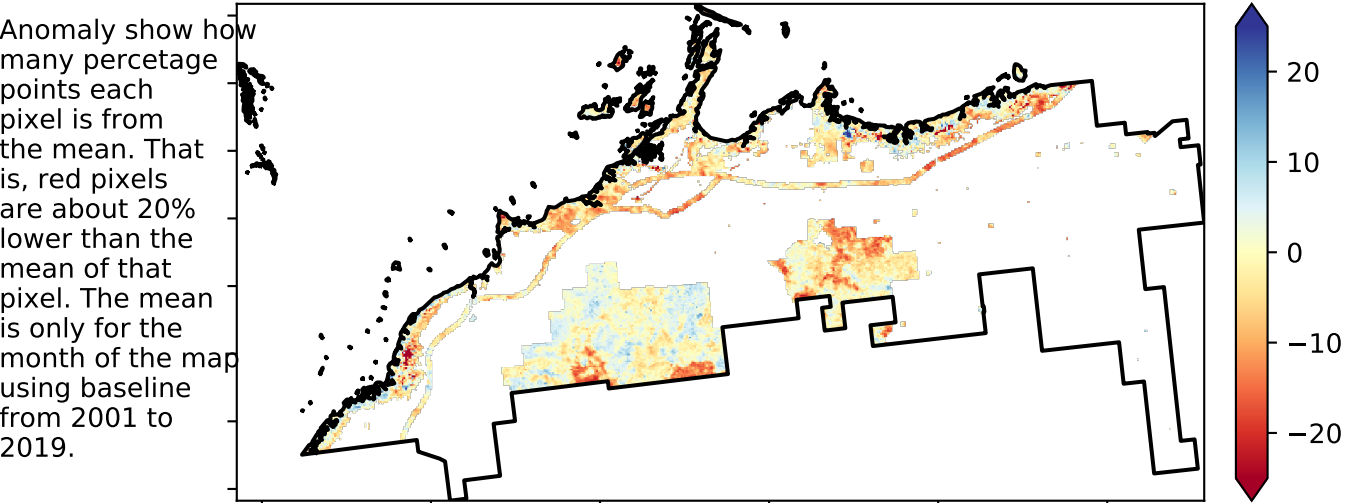 Anomaly show how
many percetage
points each
pixel is from
the mean. That
is, red pixels
are about 20%
lower than the
mean of that
pixel. The mean
is only for the
month of the map
using baseline
from 2001 to
2019.
20
10
0
−10
−20